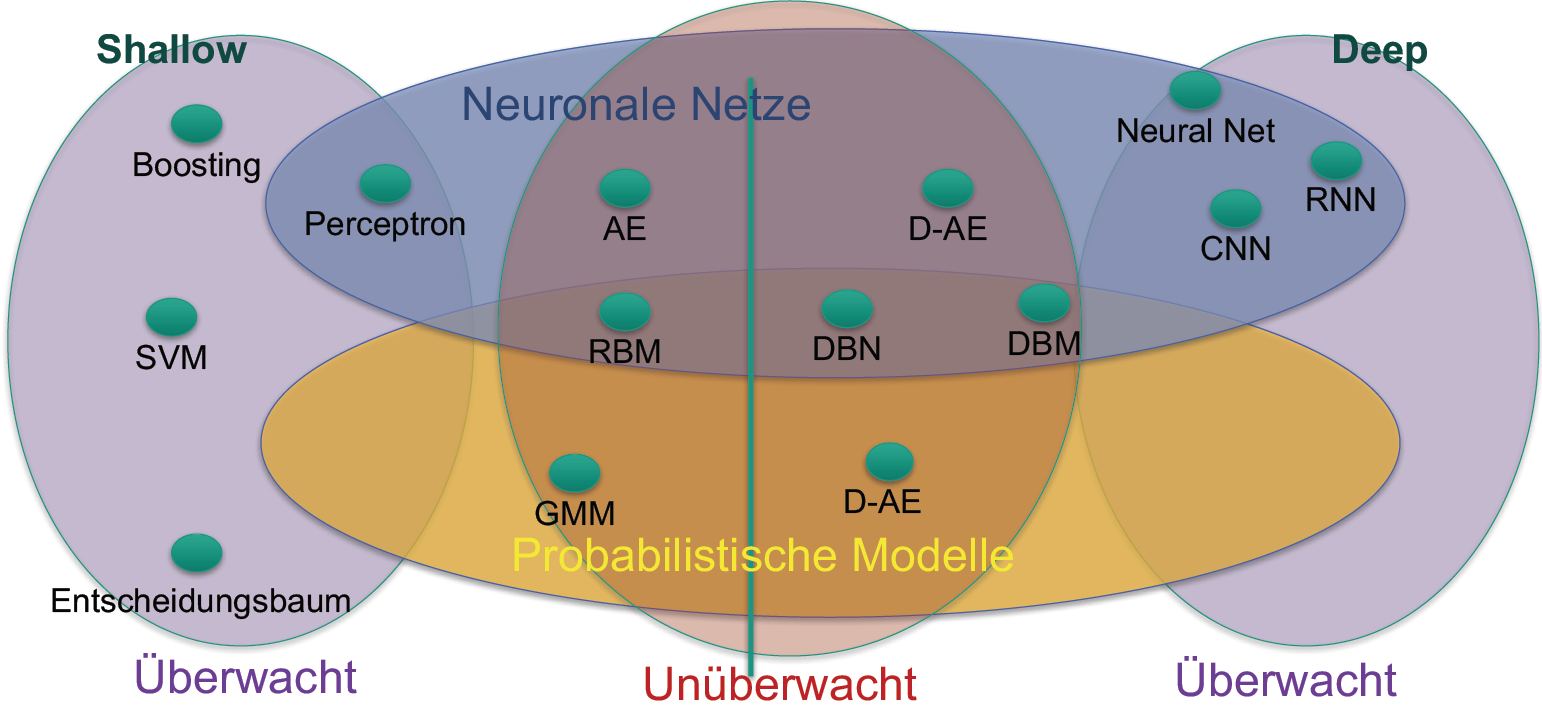 Shallow
Deep
Neuronale Netze
Boosting
Perceptron
AE
D-AE
Neural Net
RNN
CNN
SVM
RBM
DBN
DBM
GMM
D-AE
Probabilistische Modelle
Entscheidungsbaum
Überwacht
Unüberwacht
Überwacht